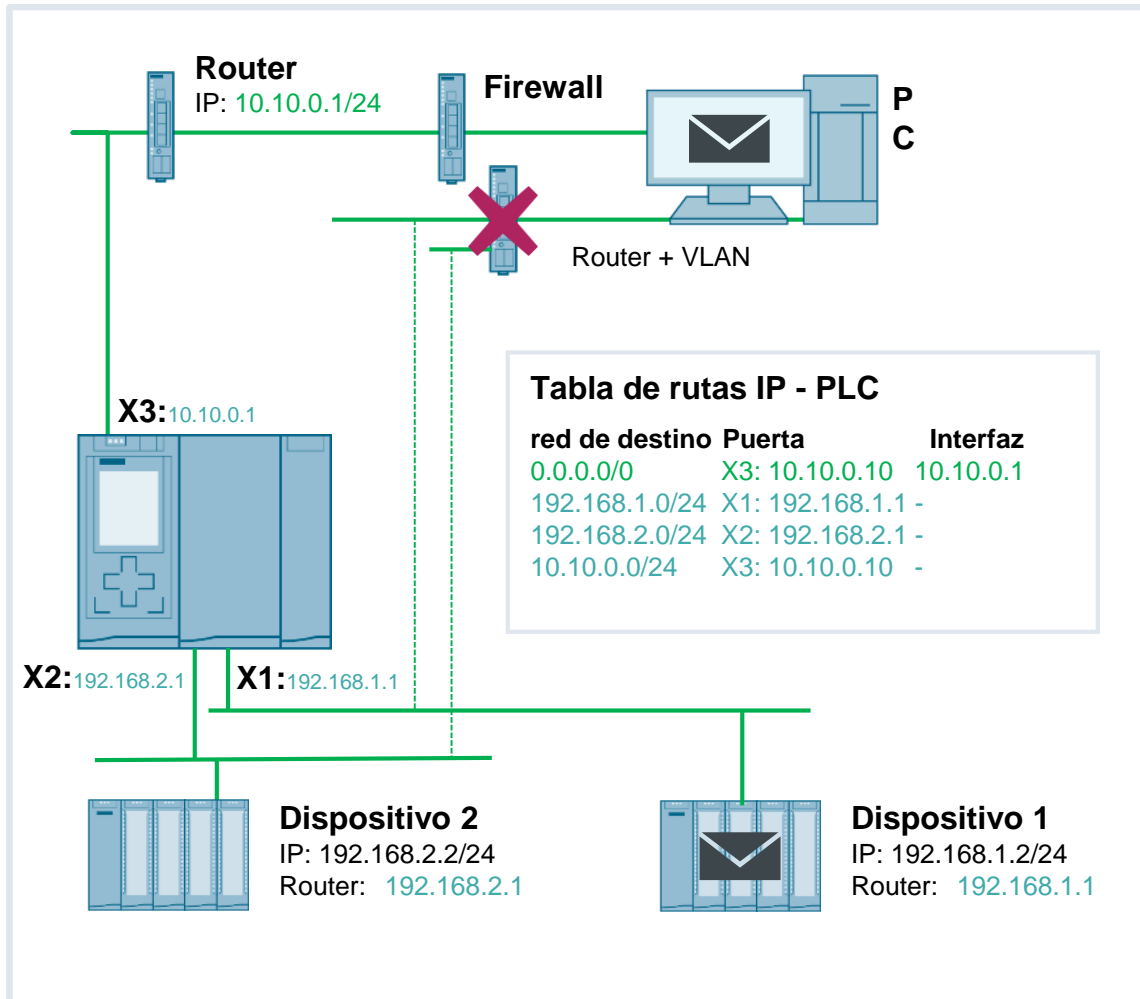 Router
IP: 10.10.0.1/24
Firewall
P
C
Router + VLAN
X3:10.10.0.1
Tabla de rutas IP - PLC
red de destino Puerta Interfaz
0.0.0.0/0 X3: 10.10.0.10 10.10.0.1
192.168.1.0/24 X1: 192.168.1.1 -
192.168.2.0/24 X2: 192.168.2.1 -
10.10.0.0/24 X3: 10.10.0.10 -
X2:192.168.2.1
X1:192.168.1.1
Dispositivo 2
IP: 192.168.2.2/24
Router: 192.168.2.1
Dispositivo 1
IP: 192.168.1.2/24
Router: 192.168.1.1